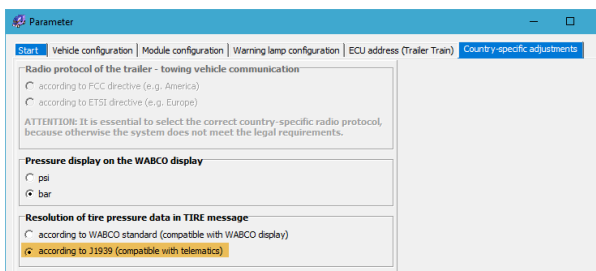 Parameter
Start Vehicle configuration Module configuration Warning lamp configuration ECU address (Trailer Train) Country-specific adjustments
Radio protocol of the trailer - towing vehicle communication
according to FCC directive (e.g. America)
according to ETSI directive (e.g. Europe)
ATTENTION: It is essential to select the correct country-specific radio protocol,
because otherwise the system does not meet the legal requirements.
Pressure display on the WABCO display
psi
bar
Resolution of tire pressure data in TIRE message
according to WABCO standard (compatible with WABCO display)
according to J1939 (compatible with telematics)